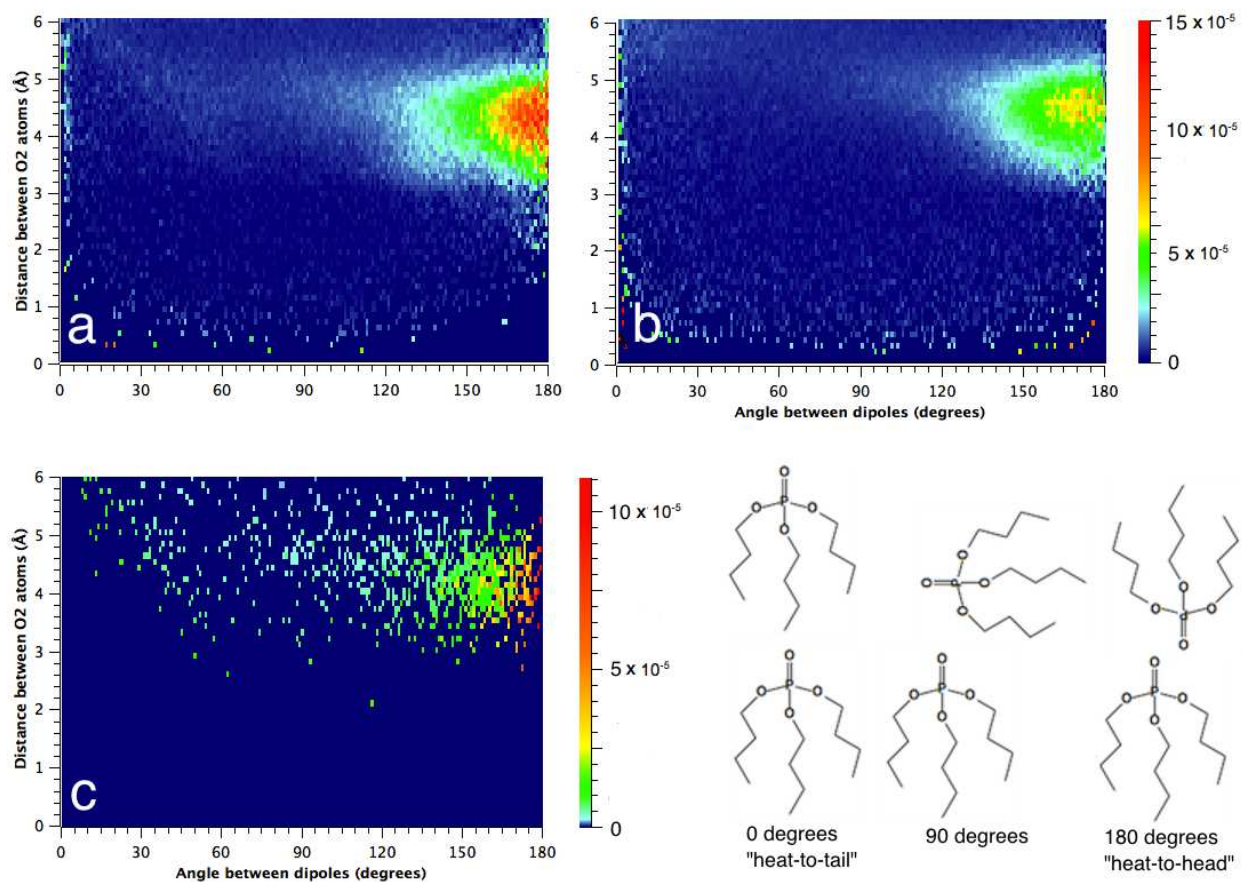 Distance between O2 atoms (Å)
6
5
4
3
2
1
0
a
0 30 60 90 120 150 180
6
5
4
3
2
1
0
b
0 30 60 90 120 150 180
Angle between dipoles (degrees)
15 x 10⁻⁵
10 x 10⁻⁵
5 x 10⁻⁵
0
Distance between O2 atoms (Å)
6
5
4
3
2
1
0
c
0 30 60 90 120 150 180
Angle between dipoles (degrees)
10 x 10⁻⁵
5 x 10⁻⁵
0
O
O P O
O
O
O P O
O
0 degrees
"heat-to-tail"
O
O O
O
O
O P O
O
90 degrees
O
O O
O
O
O P O
O
180 degrees
"heat-to-head"